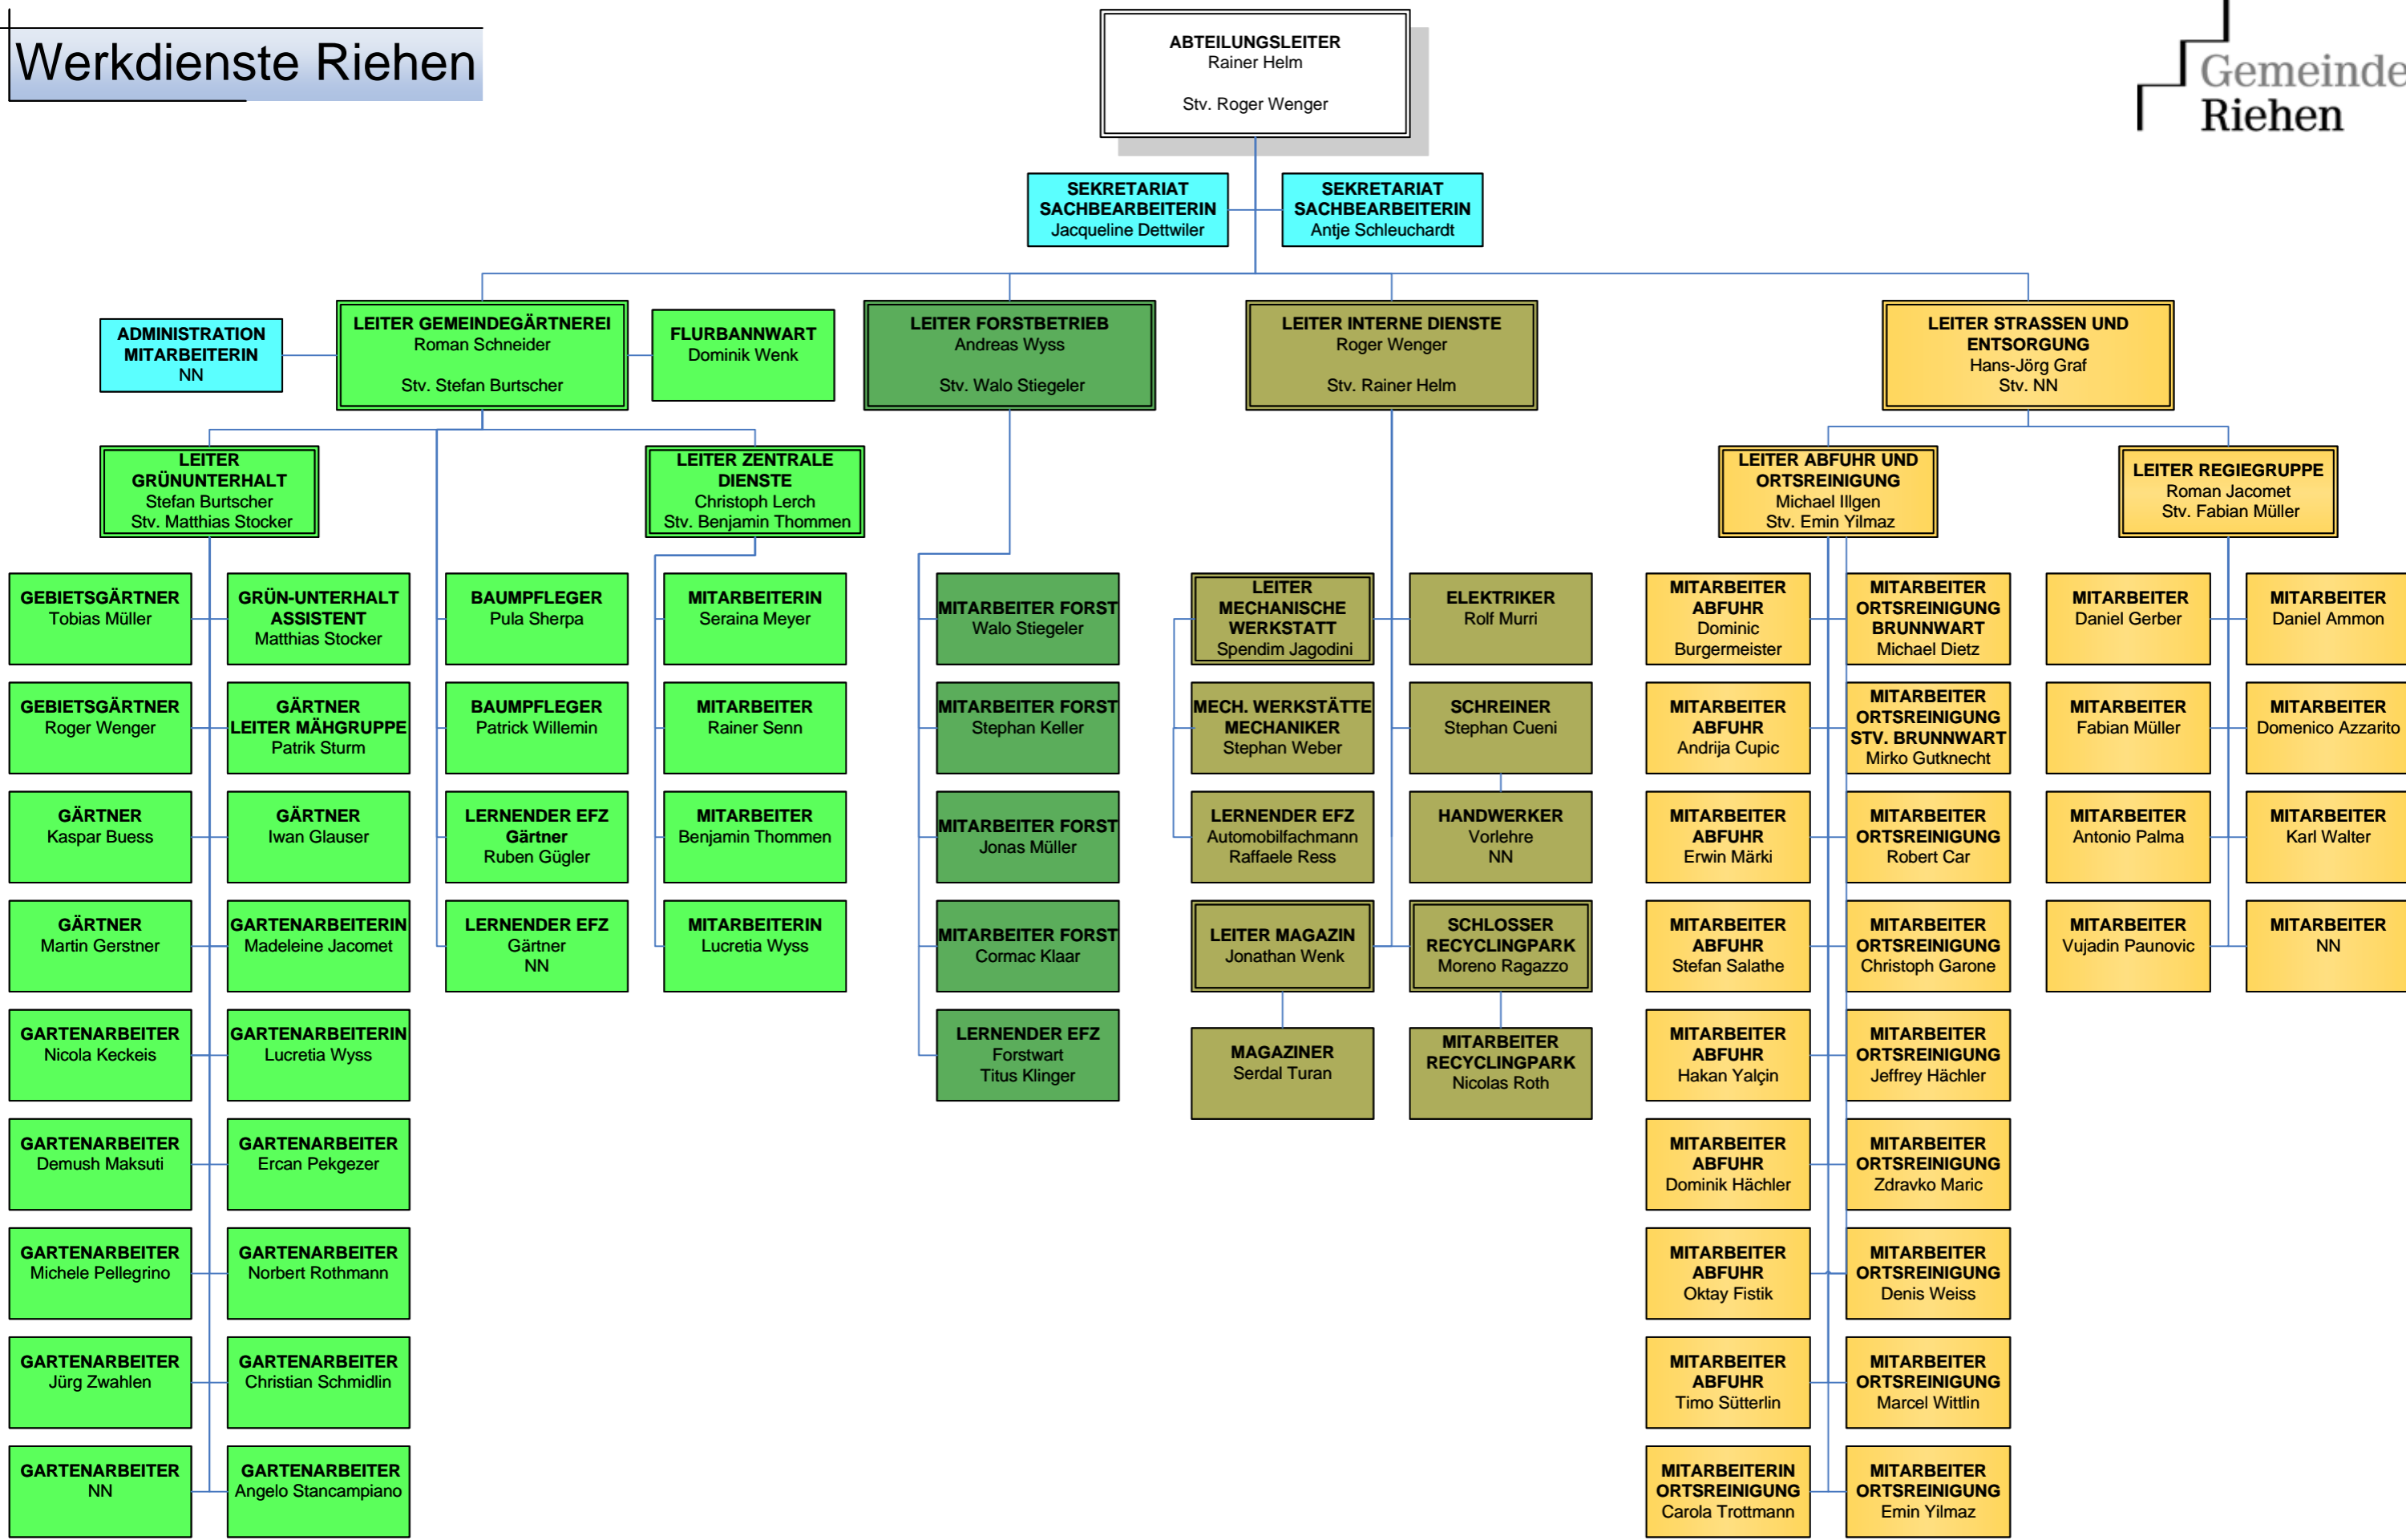 Werkdienste Riehen
ABTEILUNGSLEITER
Rainer Helm
Stv. Roger Wenger
Gemeinde
Riehen
SEKRETARIAT
SACHBEARBEITERIN
Jacqueline Dettwiler
SEKRETARIAT
SACHBEARBEITERIN
Antje Schleuchardt
ADMINISTRATION
MITARBEITERIN
NN
LEITER GEMEINDEGÄRTNEREI
Roman Schneider
Stv. Stefan Burtscher
FLURBANNWART
Dominik Wenk
LEITER FORSTBETRIEB
Andreas Wyss
Stv. Walo Stiegeler
LEITER INTERNE DIENSTE
Roger Wenger
Stv. Rainer Helm
LEITER STRASSEN UND
ENTSORGUNG
Hans-Jörg Graf
Stv. NN
LEITER
GRÜNUNTERHALT
Stefan Burtscher
Stv. Matthias Stocker
LEITER ZENTRALE
DIENSTE
Christoph Lerch
Stv. Benjamin Thommen
LEITER ABFUHR UND
ORTSREINIGUNG
Michael Illgen
Stv. Emin Yilmaz
LEITER REGIEGRUPPE
Roman Jacomet
Stv. Fabian Müller
GEBIETSGÄRTNER
Tobias Müller
GRÜN-UNTERHALT
ASSISTENT
Matthias Stocker
BAUMPFLEGER
Pula Sherpa
MITARBEITERIN
Seraina Meyer
MITARBEITER FORST
Walo Stiegeler
LEITER
MECHANISCHE
WERKSTATT
Spendim Jagodini
ELEKTRIKER
Rolf Murri
MITARBEITER
ABFUHR
Dominic
Burgermeister
MITARBEITER
ORTSREINIGUNG
BRUNNWART
Michael Dietz
MITARBEITER
Daniel Gerber
MITARBEITER
Daniel Ammon
GEBIETSGÄRTNER
Roger Wenger
GÄRTNER
LEITER MÄHGRUPPE
Patrik Sturm
BAUMPFLEGER
Patrick Willemin
MITARBEITER
Rainer Senn
MITARBEITER FORST
Stephan Keller
MECH. WERKSTÄTTE
MECHANIKER
Stephan Weber
SCHREINER
Stephan Cueni
MITARBEITER
ABFUHR
Andrija Cupic
MITARBEITER
ORTSREINIGUNG
STV. BRUNNWART
Mirko Gutknecht
MITARBEITER
Fabian Müller
MITARBEITER
Domenico Azzarito
GÄRTNER
Kaspar Buess
GÄRTNER
Iwan Glauser
LERNENDER EFZ
Gärtner
Ruben Gügler
MITARBEITER
Benjamin Thommen
MITARBEITER FORST
Jonas Müller
LERNENDER EFZ
Automobilfachmann
Raffaele Ress
HANDWERKER
Vorlehre
NN
MITARBEITER
ABFUHR
Erwin Märki
MITARBEITER
ORTSREINIGUNG
Robert Car
MITARBEITER
Antonio Palma
MITARBEITER
Karl Walter
GÄRTNER
Martin Gerstner
GARTENARBEITERIN
Madeleine Jacomet
LERNENDER EFZ
Gärtner
NN
MITARBEITERIN
Lucretia Wyss
MITARBEITER FORST
Cormac Klaar
LEITER MAGAZIN
Jonathan Wenk
SCHLOSSER
RECYCLINGPARK
Moreno Ragazzo
MITARBEITER
ABFUHR
Stefan Salathe
MITARBEITER
ORTSREINIGUNG
Christoph Garone
MITARBEITER
Vujadin Paunovic
MITARBEITER
NN
GARTENARBEITER
Nicola Keckeis
GARTENARBEITERIN
Lucretia Wyss
LERNENDER EFZ
Forstwart
Titus Klinger
MAGAZINER
Serdal Turan
MITARBEITER
RECYCLINGPARK
Nicolas Roth
MITARBEITER
ABFUHR
Hakan Yalçin
MITARBEITER
ORTSREINIGUNG
Jeffrey Hächler
GARTENARBEITER
Demush Maksuti
GARTENARBEITER
Ercan Pekgezer
MITARBEITER
ABFUHR
Dominik Hächler
MITARBEITER
ORTSREINIGUNG
Zdravko Maric
GARTENARBEITER
Michele Pellegrino
GARTENARBEITER
Norbert Rothmann
MITARBEITER
ABFUHR
Oktay Fistik
MITARBEITER
ORTSREINIGUNG
Denis Weiss
GARTENARBEITER
Jürg Zwahlen
GARTENARBEITER
Christian Schmidlin
MITARBEITER
ABFUHR
Timo Sütterlin
MITARBEITER
ORTSREINIGUNG
Marcel Wittlin
GARTENARBEITER
NN
GARTENARBEITER
Angelo Stancampiano
MITARBEITERIN
ORTSREINIGUNG
Carola Trottmann
MITARBEITER
ORTSREINIGUNG
Emin Yilmaz